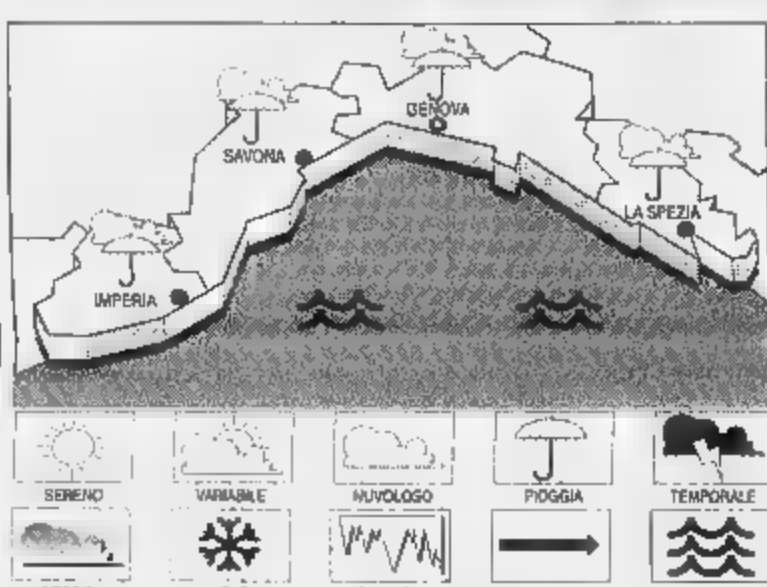 GENOVA
SAVONA
LA SPEZIA
IMPERIA
SERENO
VARIABILE
NUVOLOSO
PIOGGIA
TEMPORALE